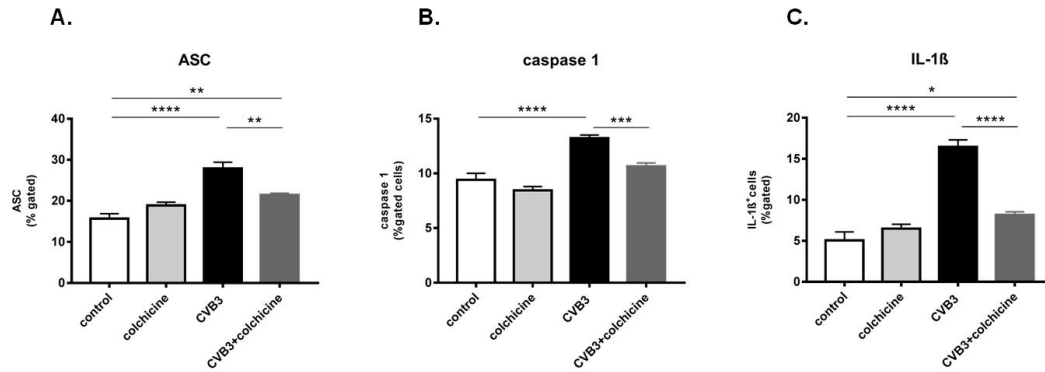 A.
ASC
**
****
**
40
30
20
10
0
ASC
(% gated)
control
colchicine
CVB3
CVB3+colchicine
B.
caspase 1
****
***
15
10
5
0
caspase 1
(%gated cells)
control
colchicine
CVB3
CVB3+colchicine
C.
IL-1ß
*
****
****
20
15
10
5
0
IL-1ß⁺cells
(%gated)
control
colchicine
CVB3
CVB3+colchicine